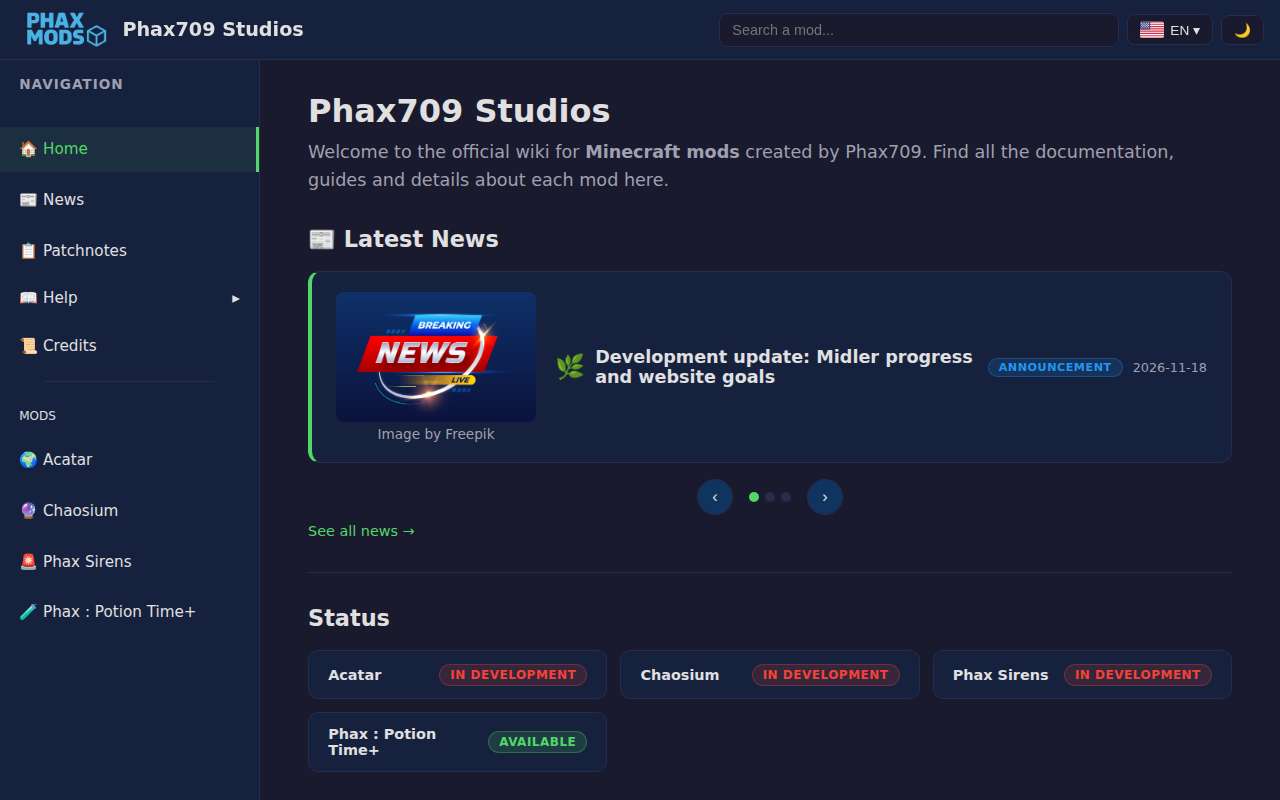 PHAX
MODS
Phax709 Studios
Search a mod...
EN ▾
NAVIGATION
Home
News
Patchnotes
Help ▸
Credits
MODS
Acatar
Chaosium
Phax Sirens
Phax : Potion Time+
Phax709 Studios
Welcome to the official wiki for Minecraft mods created by Phax709. Find all the documentation,
guides and details about each mod here.
Latest News
BREAKING
NEWS
LIVE
Image by Freepik
Development update: Midler progress
and website goals
ANNOUNCEMENT
2026-11-18
‹
›
See all news →
Status
Acatar
IN DEVELOPMENT
Chaosium
IN DEVELOPMENT
Phax Sirens
IN DEVELOPMENT
Phax : Potion
Time+
AVAILABLE